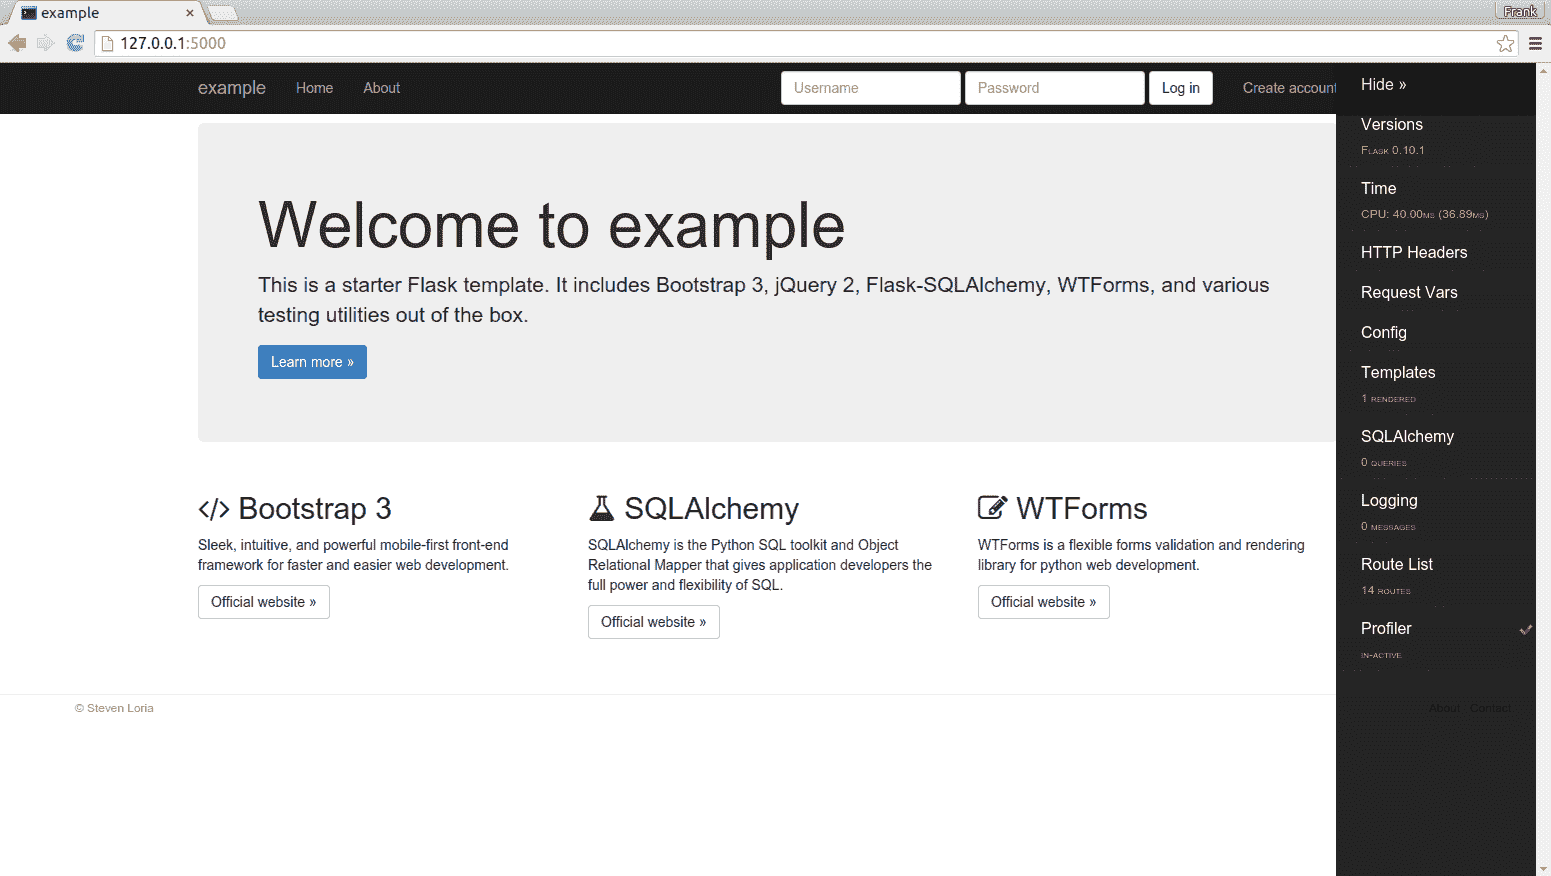 example
Frank
127.0.0.1:5000
example Home About Username Password Log in Create account
Hide »
Versions
Flask 0.10.1
Time
CPU: 40.00ms (36.89ms)
HTTP Headers
Request Vars
Config
Templates
1 rendered
SQLAlchemy
0 queries
Logging
0 messages
Route List
14 routes
Profiler
in-active
Welcome to example
This is a starter Flask template. It includes Bootstrap 3, jQuery 2, Flask-SQLAlchemy, WTForms, and various
testing utilities out of the box.
Learn more »
Bootstrap 3
Sleek, intuitive, and powerful mobile-first front-end
framework for faster and easier web development.
Official website »
SQLAlchemy
SQLAlchemy is the Python SQL toolkit and Object
Relational Mapper that gives application developers the
full power and flexibility of SQL.
Official website »
WTForms
WTForms is a flexible forms validation and rendering
library for python web development.
Official website »
© Steven Loria
About Contact